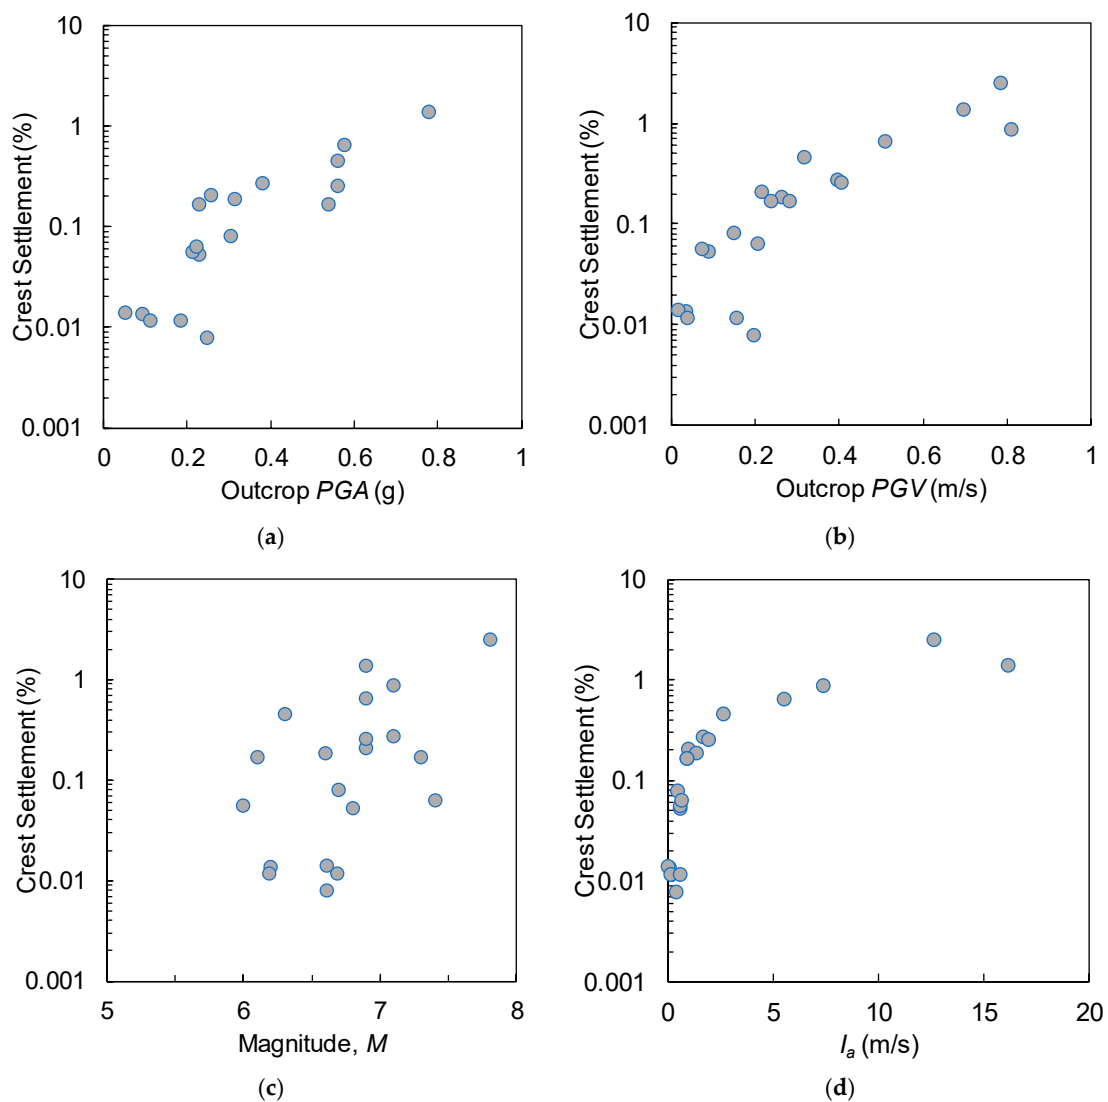 10
1
0.1
0.01
0.001
Crest Settlement (%)
0 0.2 0.4 0.6 0.8 1
Outcrop PGA (g)
(a)
10
1
0.1
0.01
0.001
Crest Settlement (%)
0 0.2 0.4 0.6 0.8 1
Outcrop PGV (m/s)
(b)
10
1
0.1
0.01
0.001
Crest Settlement (%)
5 6 7 8
Magnitude, M
(c)
10
1
0.1
0.01
0.001
Crest Settlement (%)
0 5 10 15 20
Ia (m/s)
(d)